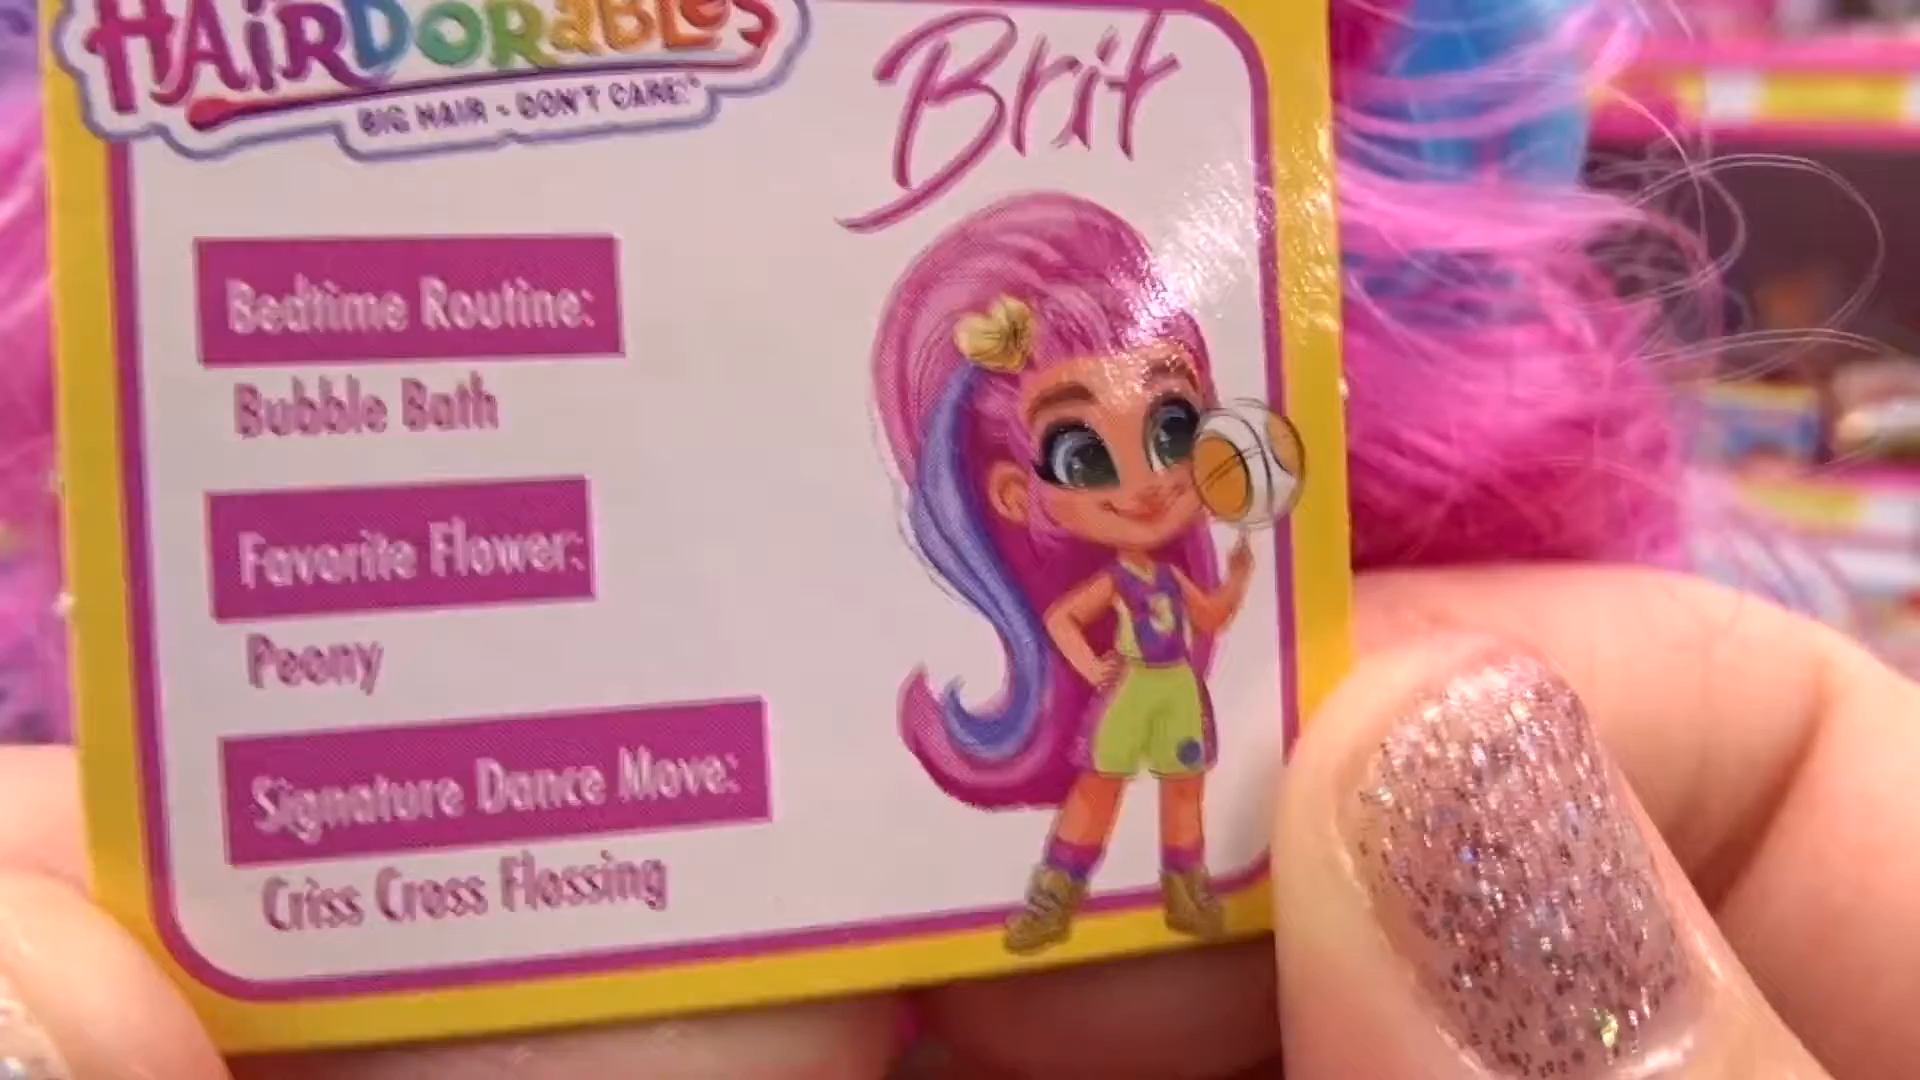 HAIRDORABLES
BIG HAIR - DON'T CARE!
Brit
Bedtime Routine:
Bubble Bath
Favorite Flower:
Peony
Signature Dance Move:
Criss Cross Flossing
3